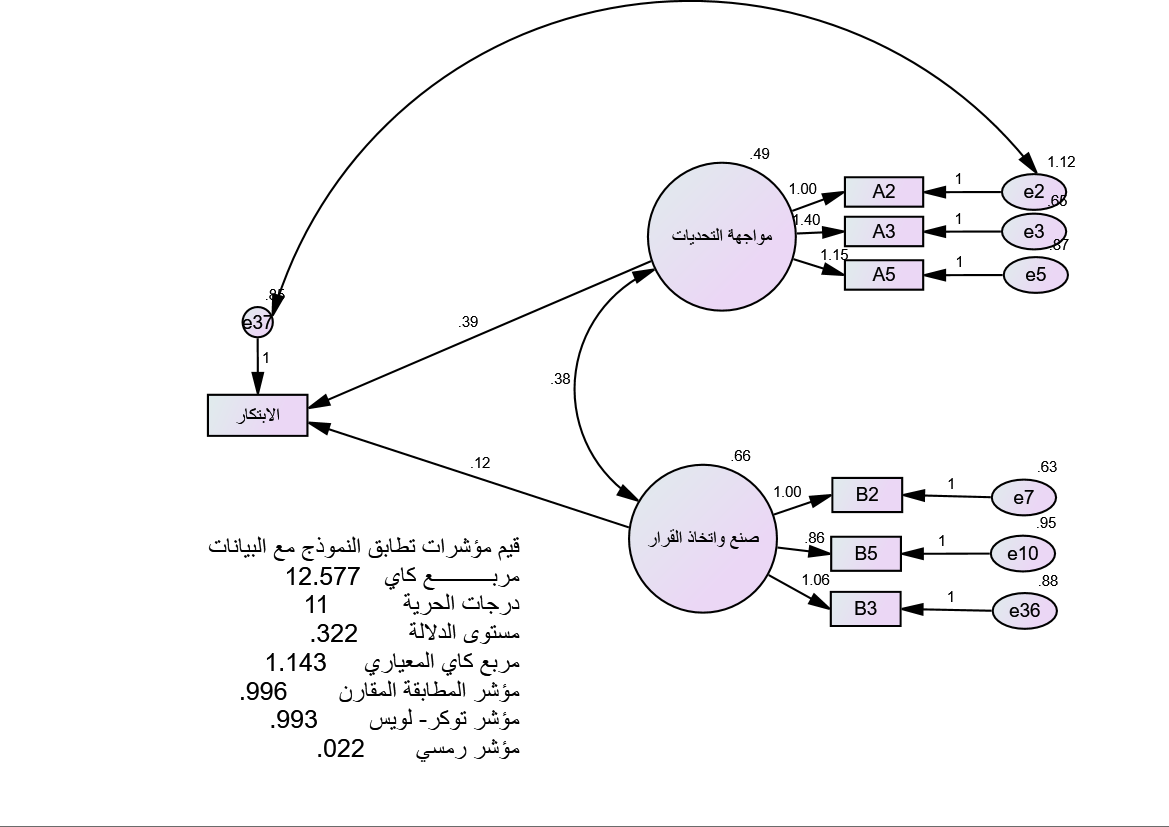 .49
1.12
1.00
A2
1
e2
.65
مواجهة التحديات
1.40
A3
1
e3
.87
1.15
A5
1
e5
.85
e37
.39
1
.38
الابتكار
.12
.66
.63
1.00
B2
1
e7
.95
صنع واتخاذ القرار
.86
B5
1
e10
.88
1.06
B3
1
e36
قيم مؤشرات تطابق النموذج مع البيانات
مربـــــــع كاي 12.577
درجات الحرية 11
مستوى الدلالة .322
مربع كاي المعياري 1.143
مؤشر المطابقة المقارن .996
مؤشر توكر- لويس .993
مؤشر رمسي .022